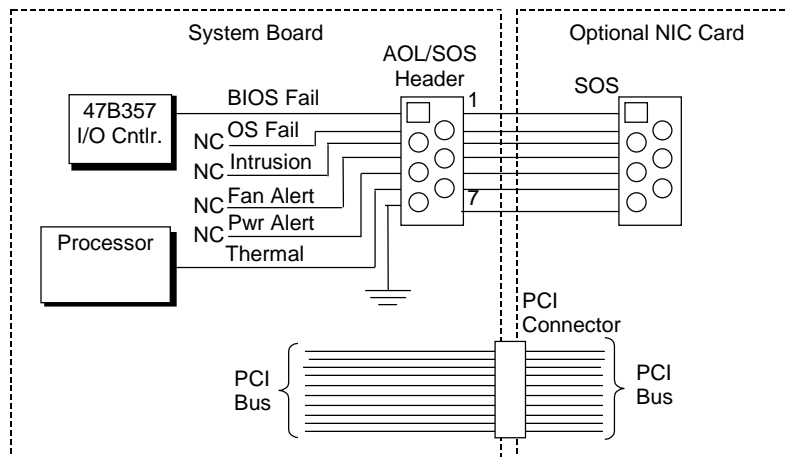 System Board
Optional NIC Card
AOL/SOS
Header
SOS
47B357
I/O Cntlr.
BIOS Fail
1
NC OS Fail
NC Intrusion
NC Fan Alert
7
NC Pwr Alert
Processor
Thermal
PCI
Connector
PCI
Bus
PCI
Bus